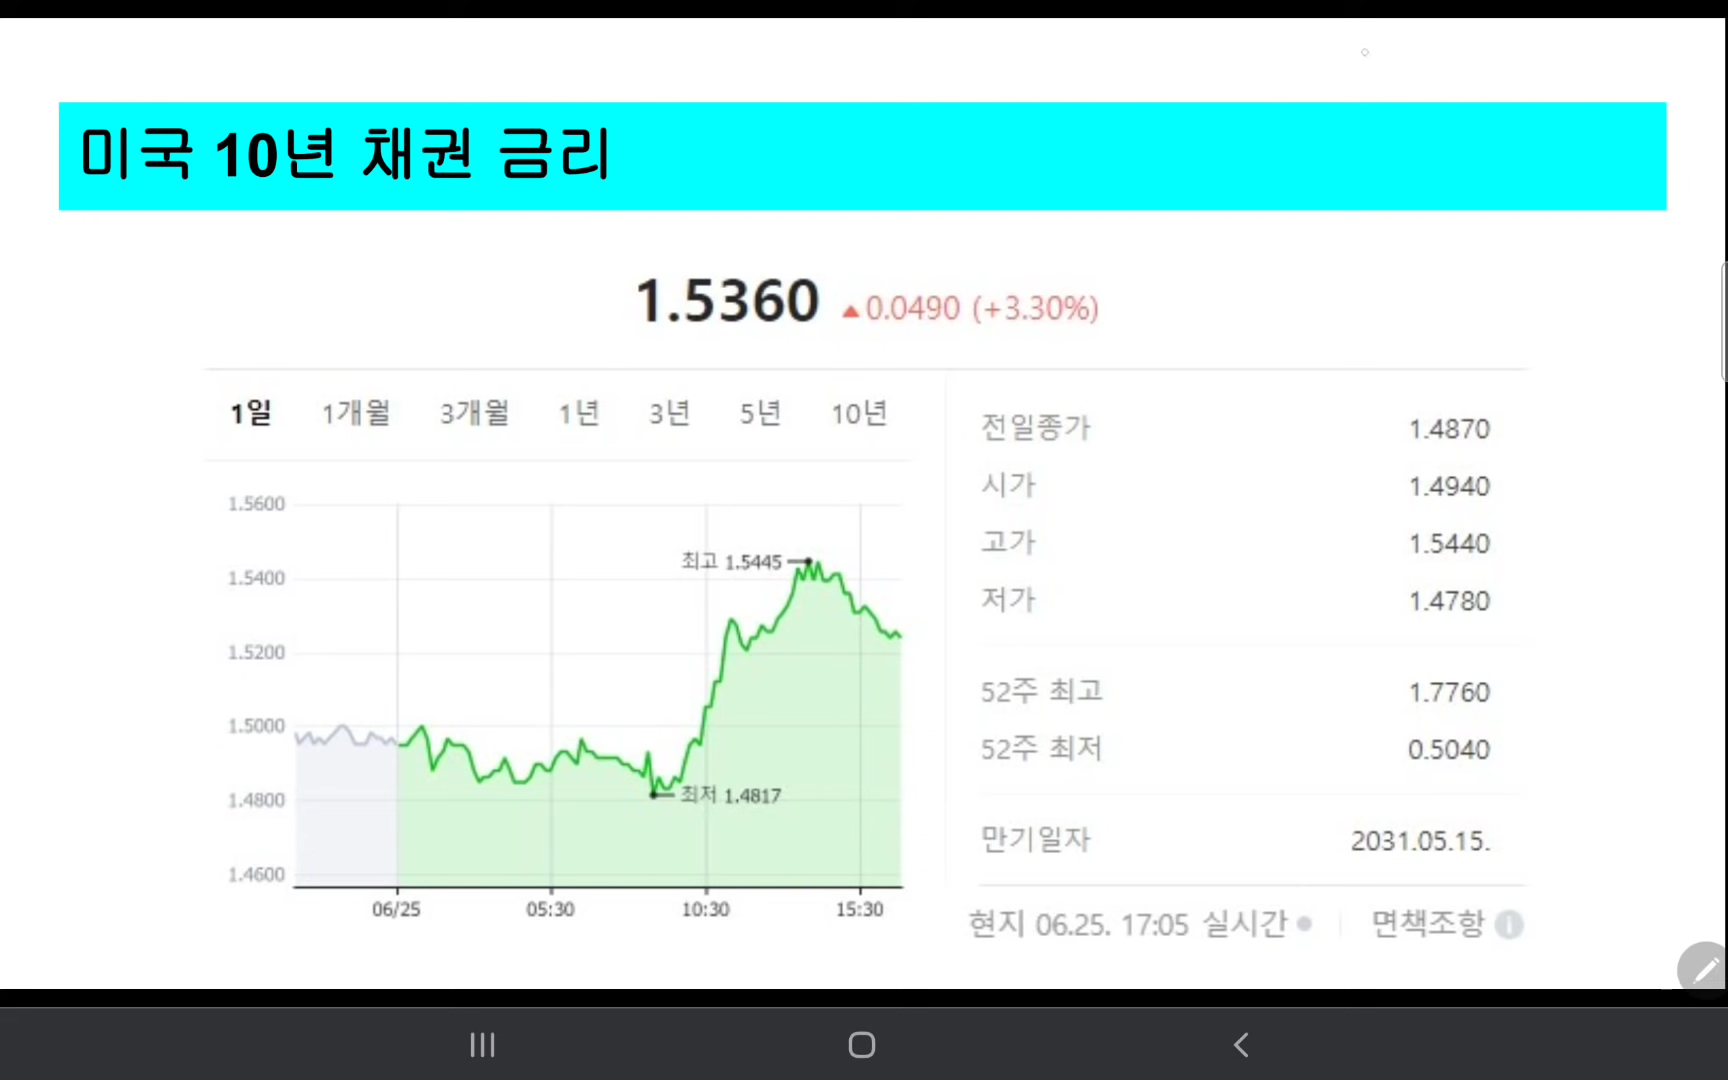 미국 10년 채권 금리
1.5360 ▲0.0490 (+3.30%)
1일 1개월 3개월 1년 3년 5년 10년
1.5600
1.5400
1.5200
1.5000
1.4800
1.4600
최고 1.5445
최저 1.4817
06/25 05:30 10:30 15:30
전일종가 1.4870
시가 1.4940
고가 1.5440
저가 1.4780
52주 최고 1.7760
52주 최저 0.5040
만기일자 2031.05.15.
현지 06.25. 17:05 실시간 면책조항 i